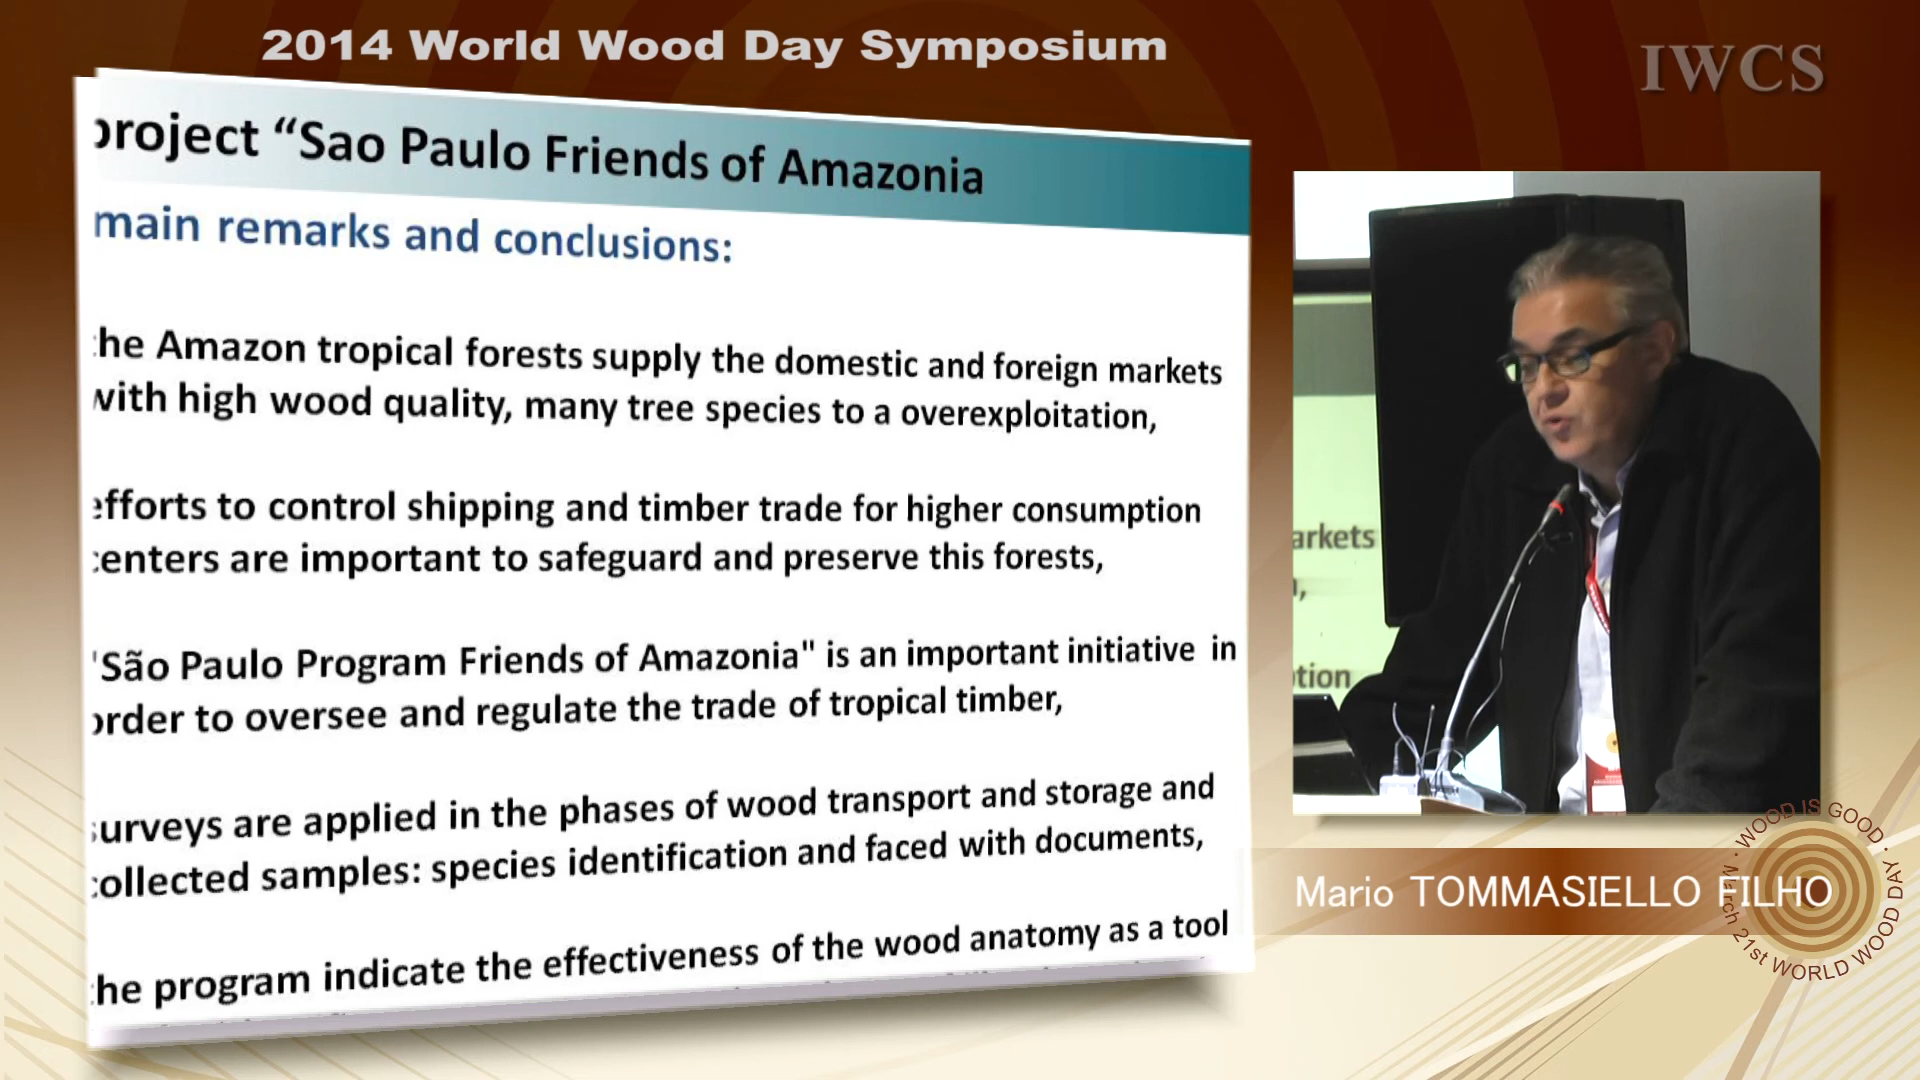 2014 World Wood Day Symposium
IWCS
project “Sao Paulo Friends of Amazonia
main remarks and conclusions:
the Amazon tropical forests supply the domestic and foreign markets
with high wood quality, many tree species to a overexploitation,
efforts to control shipping and timber trade for higher consumption
centers are important to safeguard and preserve this forests,
"São Paulo Program Friends of Amazonia" is an important initiative in
order to oversee and regulate the trade of tropical timber,
surveys are applied in the phases of wood transport and storage and
collected samples: species identification and faced with documents,
the program indicate the effectiveness of the wood anatomy as a tool
arkets
tion
Mario TOMMASIELLO FILHO
· WOOD IS GOOD · March 21st WORLD WOOD DAY